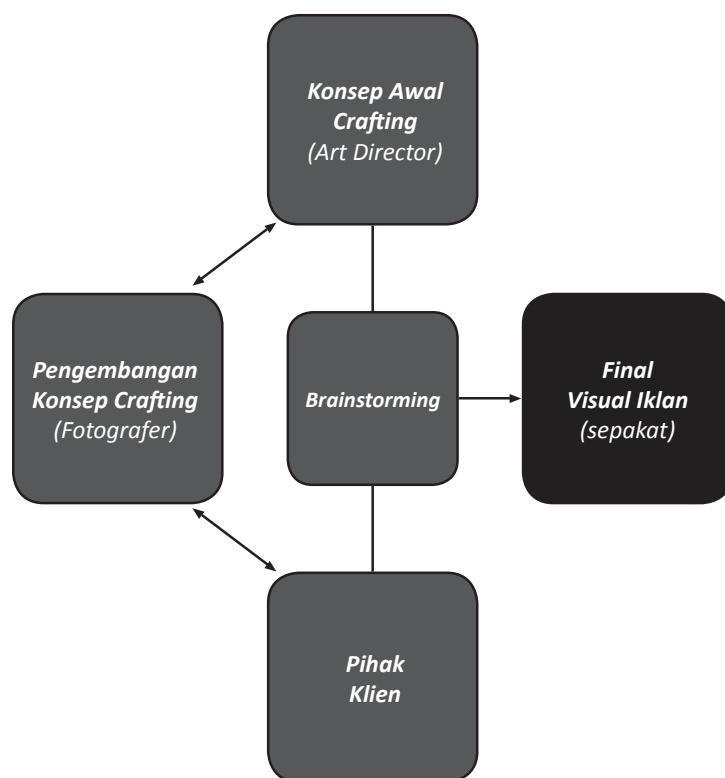 Konsep Awal
Crafting
(Art Director)
Pengembangan
Konsep Crafting
(Fotografer)
Brainstorming
Final
Visual Iklan
(sepakat)
Pihak
Klien